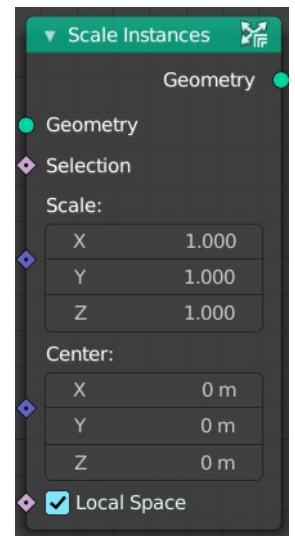 Scale Instances
Geometry
Geometry
Selection
Scale:
X 1.000
Y 1.000
Z 1.000
Center:
X 0 m
Y 0 m
Z 0 m
Local Space